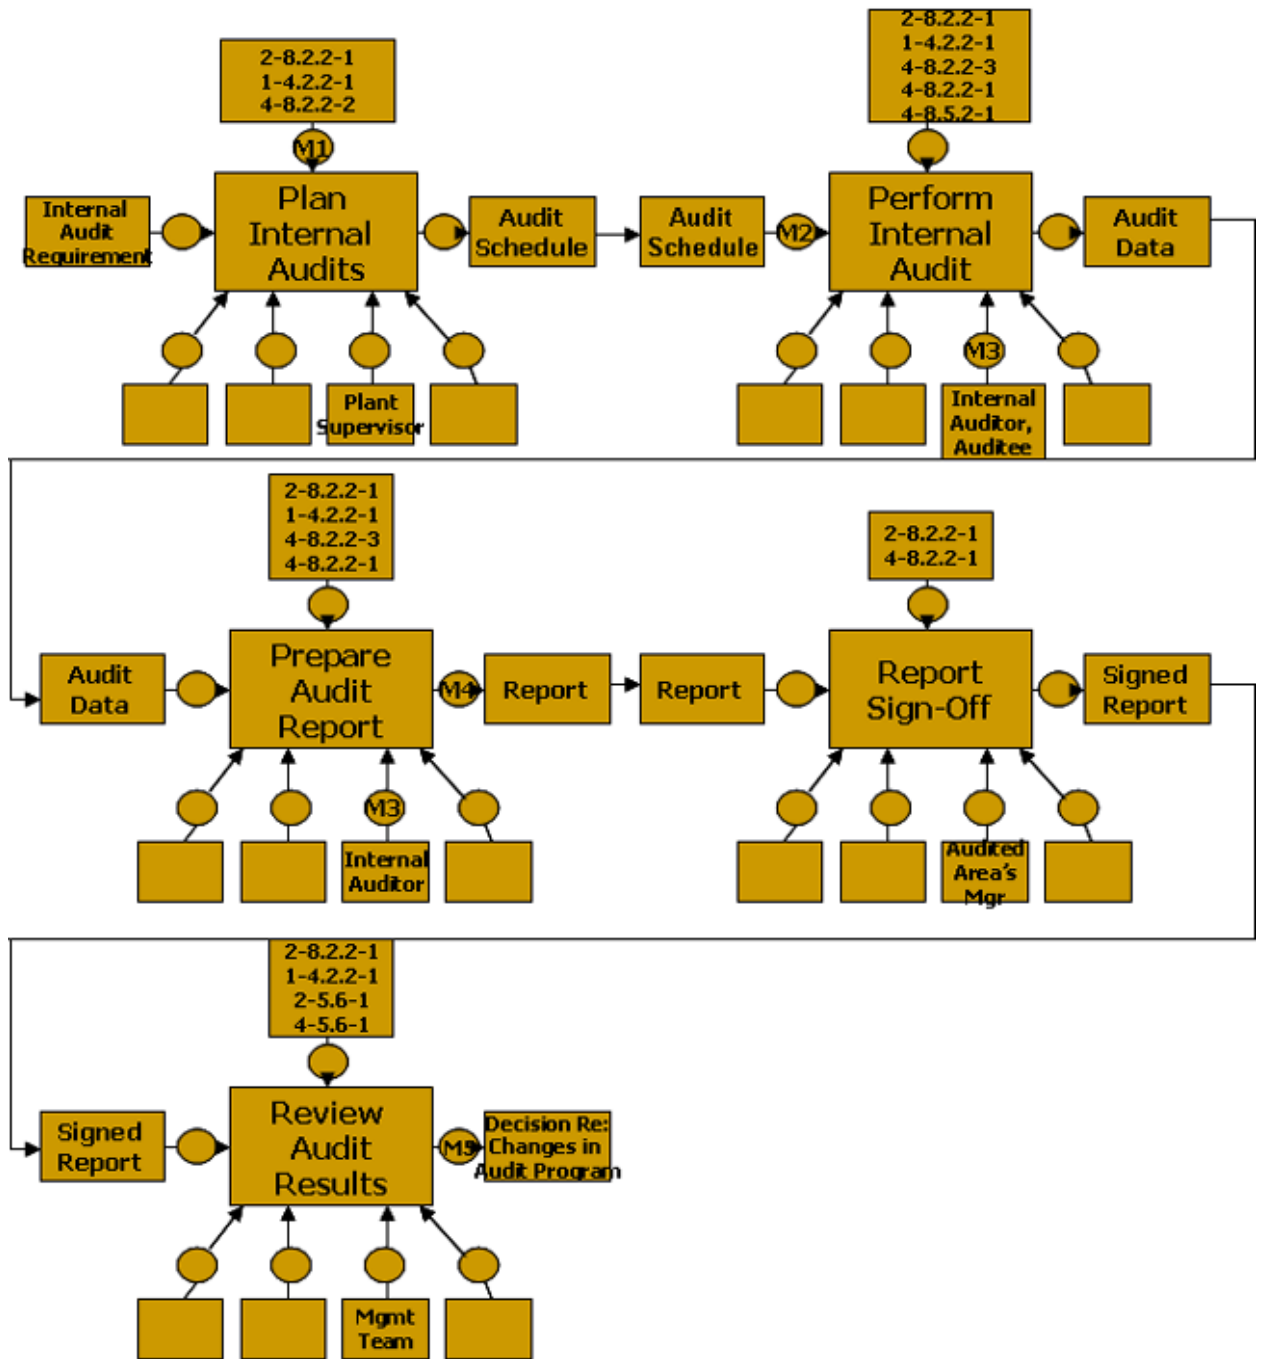 2-8.2.2-1
1-4.2.2-1
4-8.2.2-2
M1
Internal
Audit
Requirement
Plan
Internal
Audits
Audit
Schedule
Plant
Supervisor
2-8.2.2-1
1-4.2.2-1
4-8.2.2-3
4-8.2.2-1
4-8.5.2-1
Audit
Schedule
M2
Perform
Internal
Audit
Audit
Data
M3
Internal
Auditor,
Auditee
2-8.2.2-1
1-4.2.2-1
4-8.2.2-3
4-8.2.2-1
Audit
Data
Prepare
Audit
Report
M4
Report
M3
Internal
Auditor
2-8.2.2-1
4-8.2.2-1
Report
Report
Sign-Off
Signed
Report
Audited
Area's
Mgr
2-8.2.2-1
1-4.2.2-1
2-5.6-1
4-5.6-1
Signed
Report
Review
Audit
Results
M5
Decision Re:
Changes in
Audit Program
Mgmt
Team